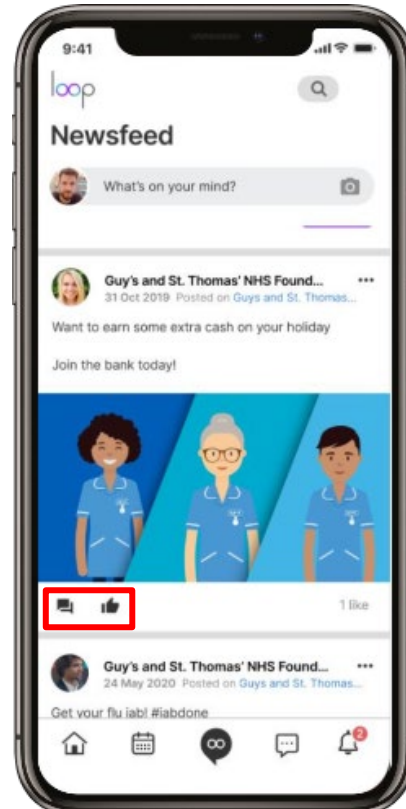 9:41
loop
Newsfeed
What's on your mind?
Guy's and St. Thomas' NHS Found...
31 Oct 2019 Posted on Guys and St. Thomas...
Want to earn some extra cash on your holiday
Join the bank today!
1 like
Guy's and St. Thomas' NHS Found...
24 May 2020 Posted on Guys and St. Thomas...
Get your flu jab! #jabdone
2